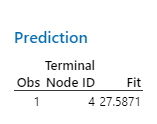 Prediction
Terminal
Obs Node ID Fit
1 4 27.5871